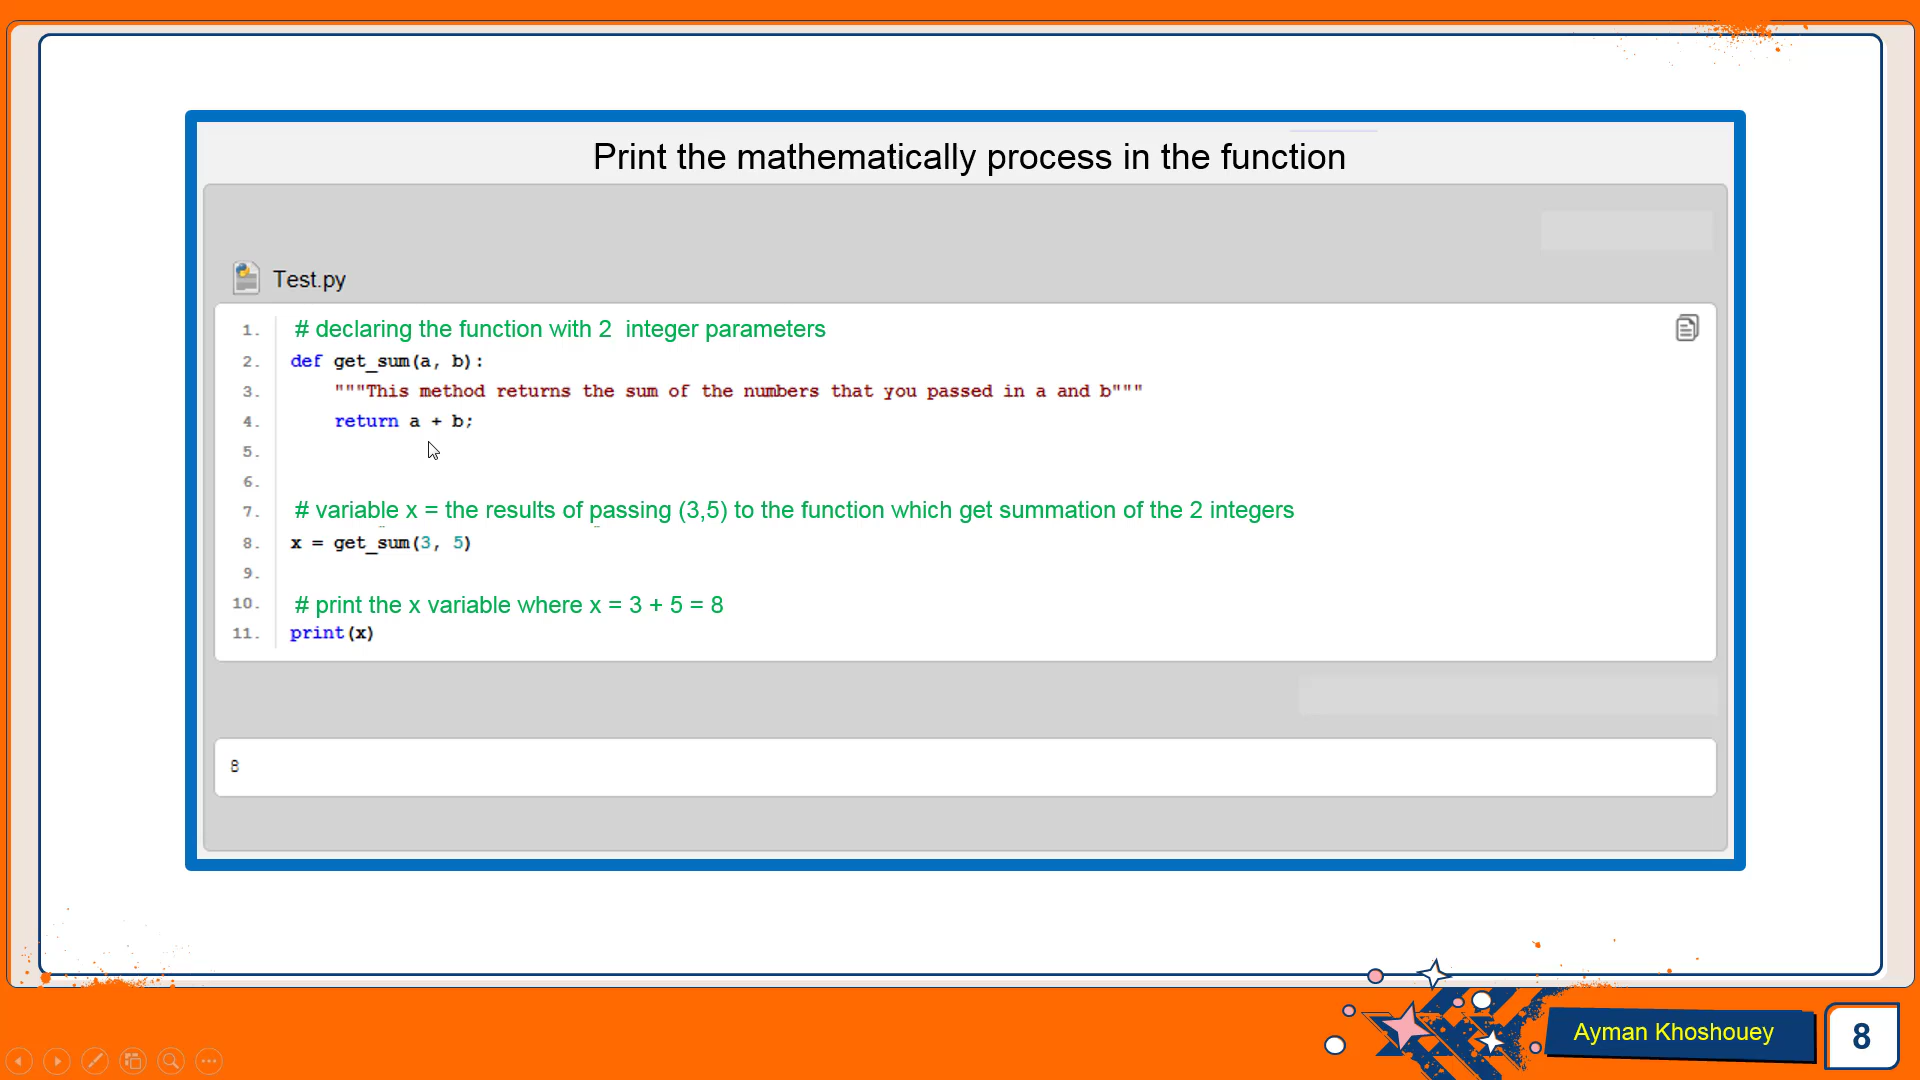 Print the mathematically process in the function
Test.py
1. # declaring the function with 2  integer parameters
2. def get_sum(a, b):
3. """This method returns the sum of the numbers that you passed in a and b"""
4. return a + b;
5.
6.
7. # variable x = the results of passing (3,5) to the function which get summation of the 2 integers
8. x = get_sum(3, 5)
9.
10. # print the x variable where x = 3 + 5 = 8
11. print(x)
8
Ayman Khoshouey
8